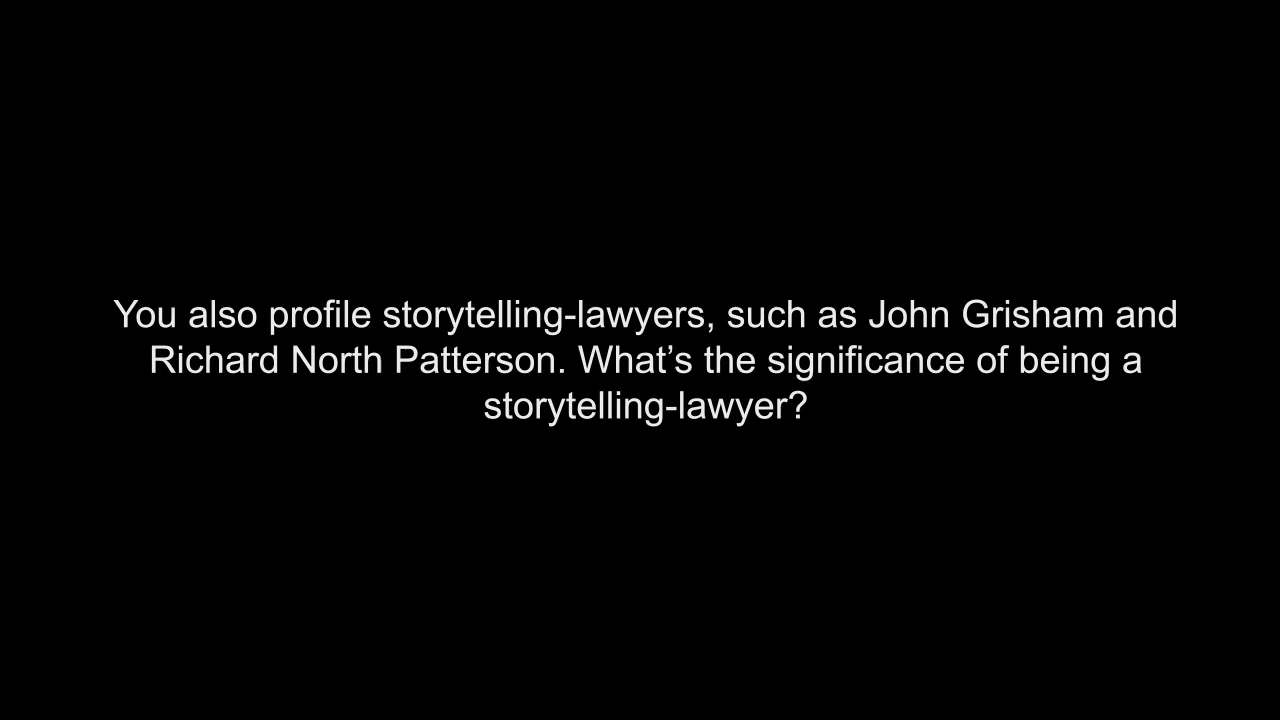 You also profile storytelling-lawyers, such as John Grisham and
Richard North Patterson. What’s the significance of being a
storytelling-lawyer?